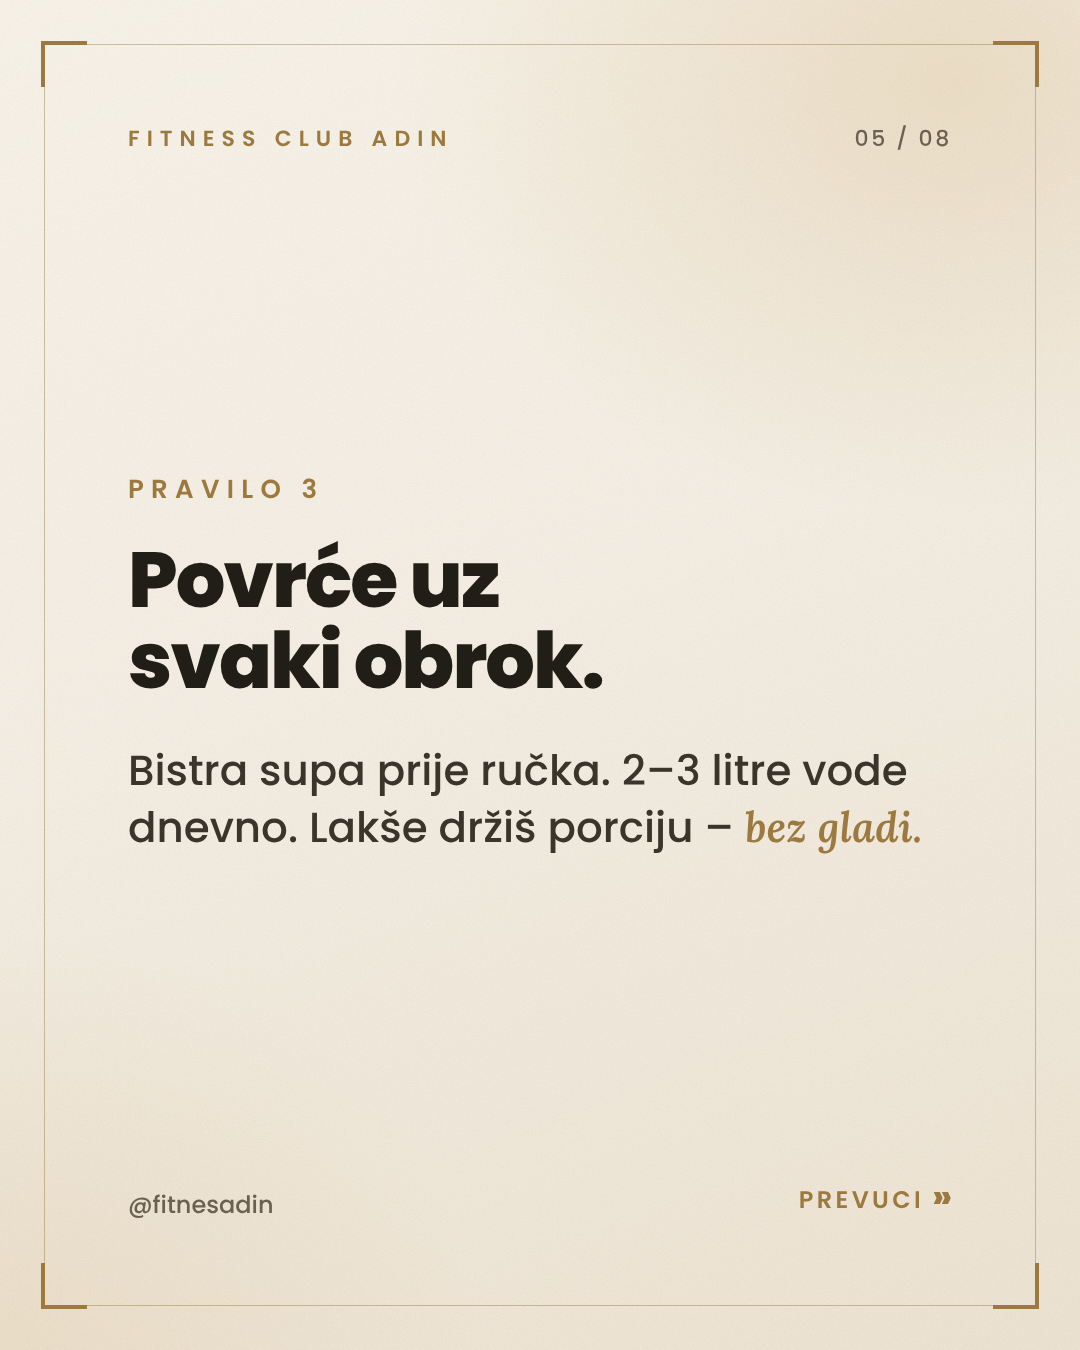 FITNESS CLUB ADIN
05 / 08
PRAVILO 3
Povrće uz
svaki obrok.
Bistra supa prije ručka. 2–3 litre vode
dnevno. Lakše držiš porciju – bez gladi.
@fitnesadin
PREVUCI »